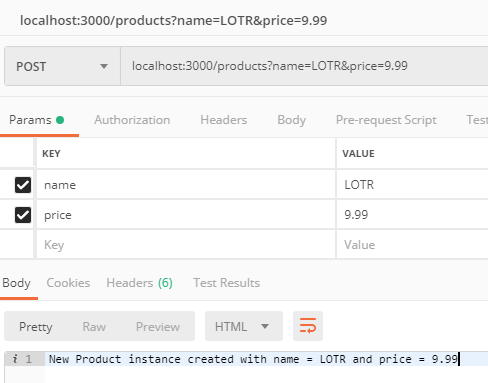 localhost:3000/products?name=LOTR&price=9.99
POST localhost:3000/products?name=LOTR&price=9.99
Params Authorization Headers Body Pre-request Script Test
KEY VALUE
name LOTR
price 9.99
Key Value
Body Cookies Headers (6) Test Results
Pretty Raw Preview HTML
i 1 New Product instance created with name = LOTR and price = 9.99